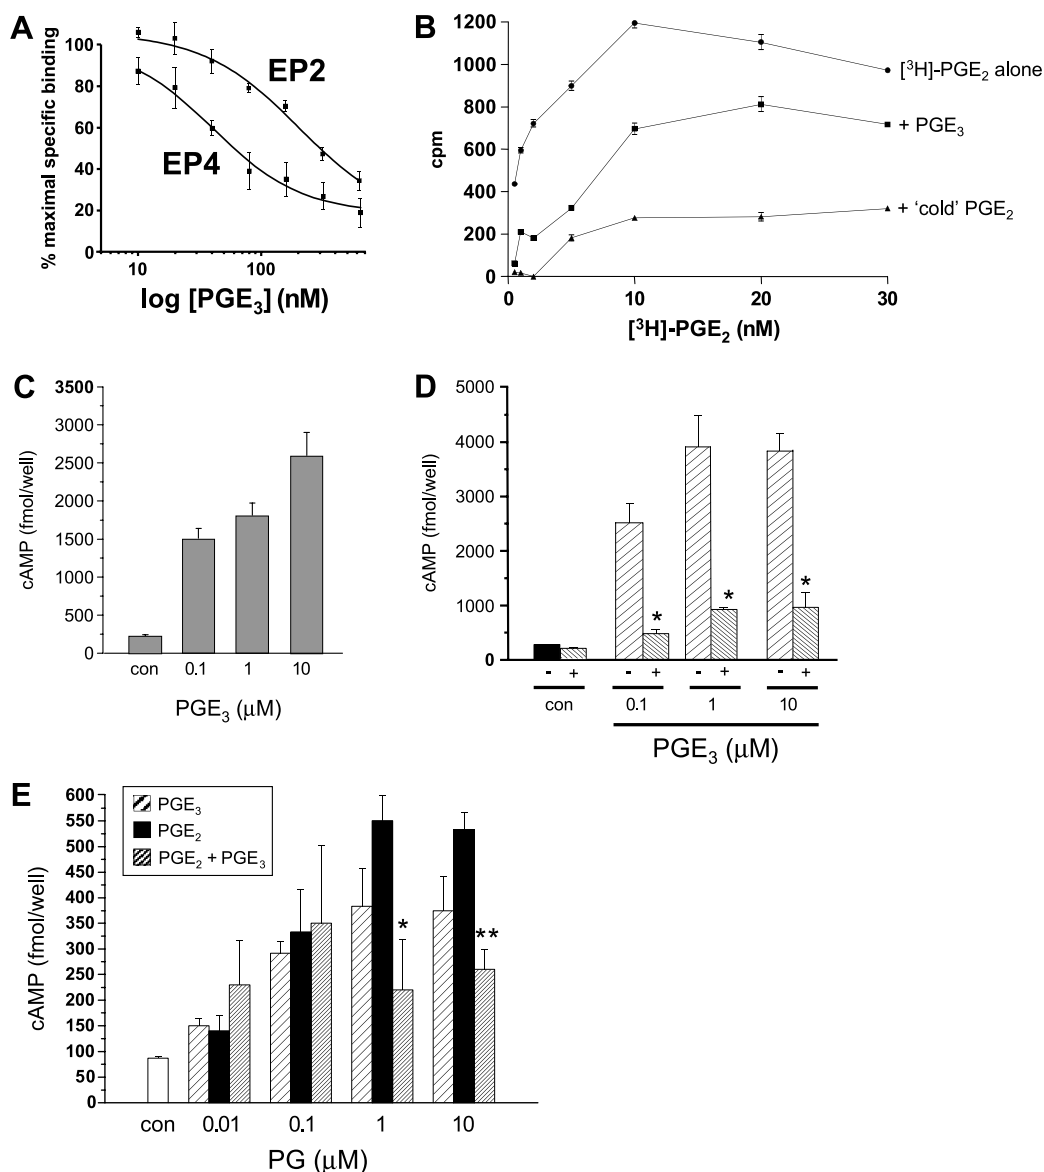 A
% maximal specific binding
100
80
60
40
20
0
EP2
EP4
10
100
log [PGE₃] (nM)
B
cpm
1200
1000
800
600
400
200
0
[³H]-PGE₂ alone
+ PGE₃
+ 'cold' PGE₂
0
10
20
30
[³H]-PGE₂ (nM)
C
cAMP (fmol/well)
3500
3000
2500
2000
1500
1000
500
250
0
con
0.1
1
10
PGE₃ (μM)
D
cAMP (fmol/well)
5000
4000
3000
2000
1000
500
0
*
*
*
- + - + - + - +
con
0.1
1
10
PGE₃ (μM)
E
cAMP (fmol/well)
600
550
500
450
400
350
300
250
200
150
100
50
0
PGE₃
PGE₂
PGE₂ + PGE₃
*
**
con
0.01
0.1
1
10
PG (μM)